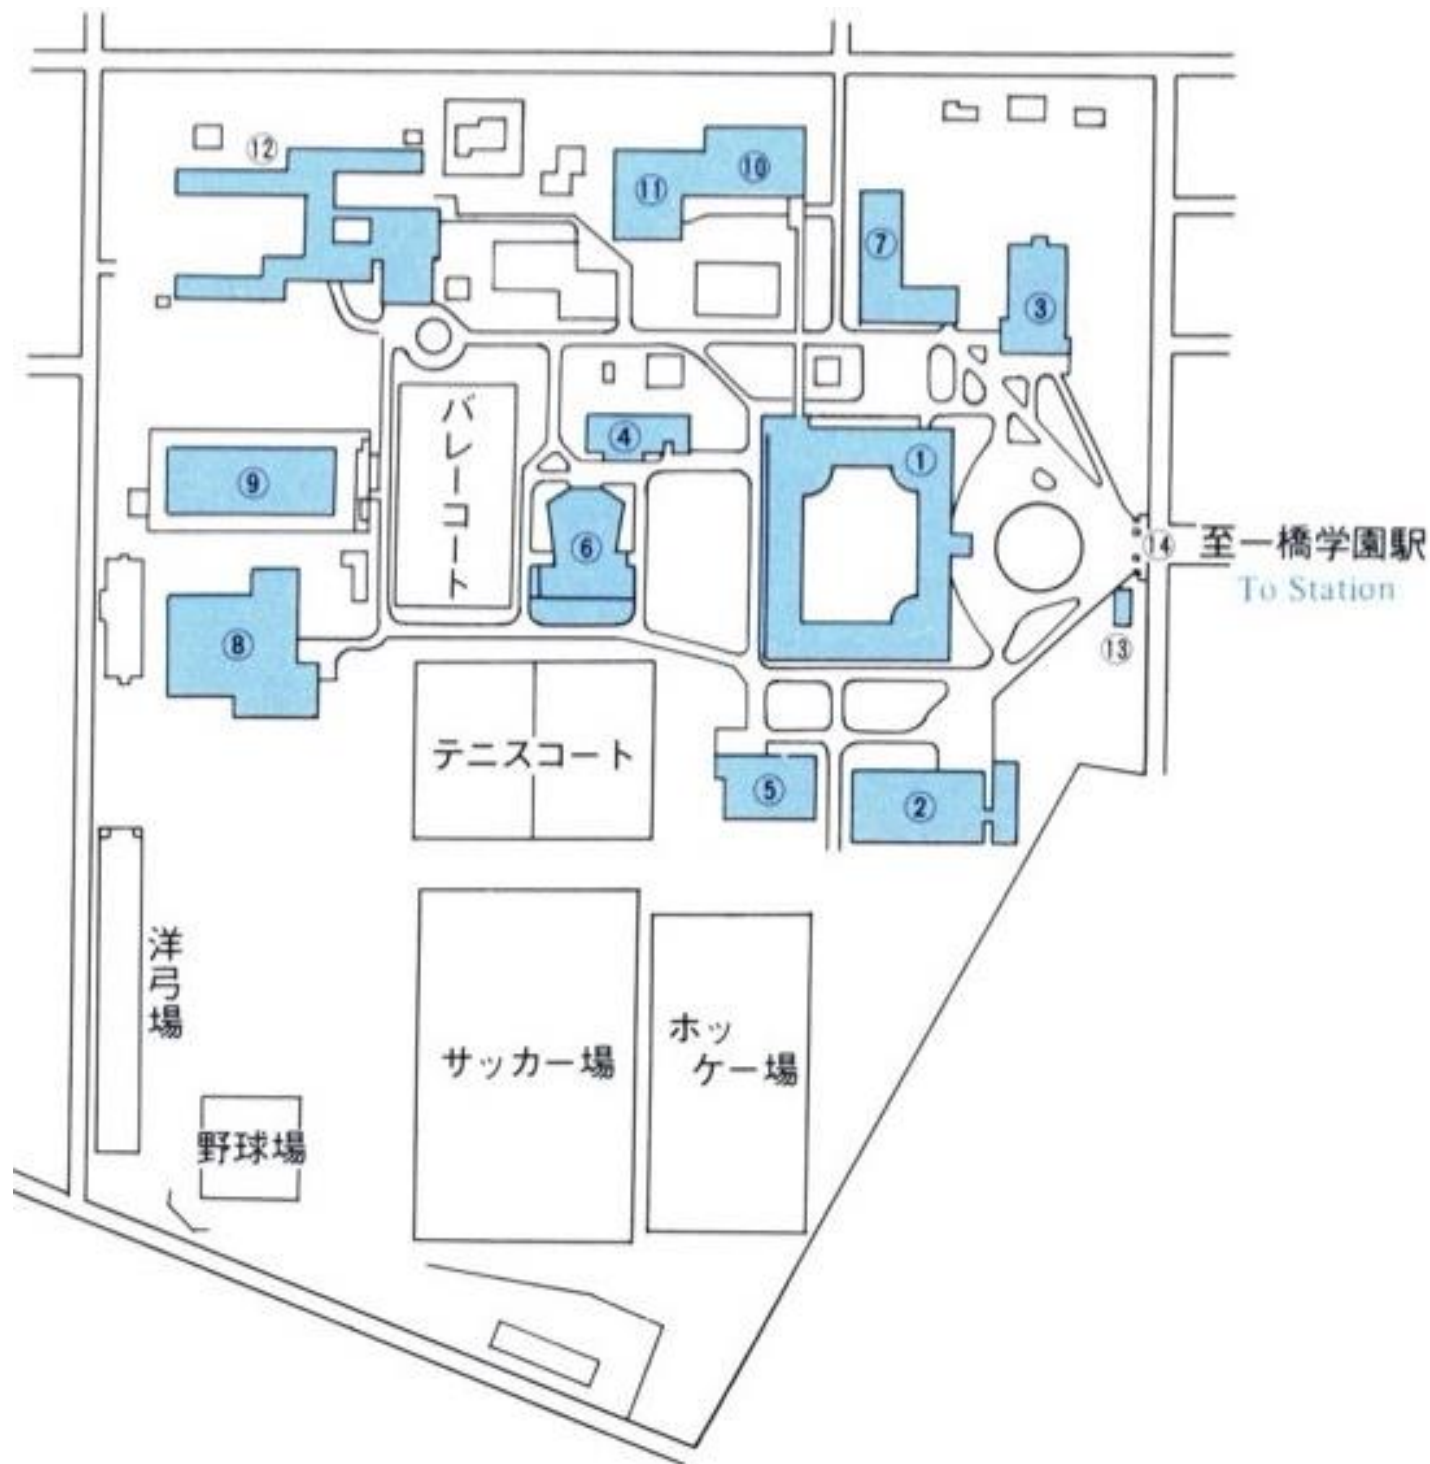 ⑫
⑩
⑪
⑦
③
バレーコート
④
①
⑨
⑥
⑭
至一橋学園駅
To Station
⑧
⑬
テニスコート
⑤
②
洋弓場
サッカー場
ホッ
ケー場
野球場